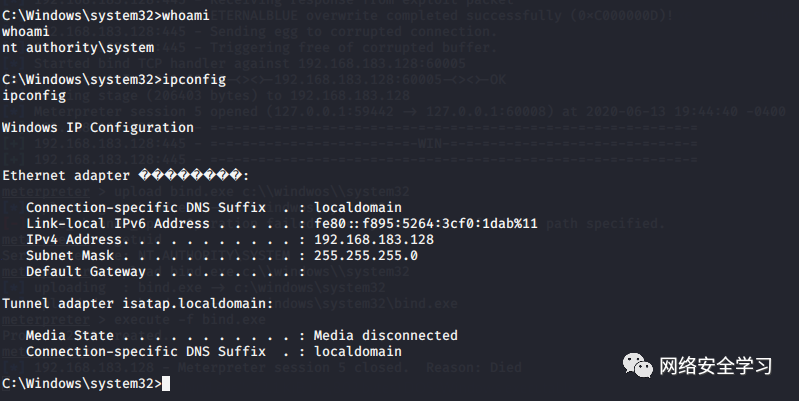 C:\Windows\system32>whoami
whoami
nt authority\system
C:\Windows\system32>ipconfig
ipconfig
Windows IP Configuration
Ethernet adapter ��������:
Connection-specific DNS Suffix . : localdomain
Link-local IPv6 Address . . . . . : fe80::f895:5264:3cf0:1dab%11
IPv4 Address. . . . . . . . . . . : 192.168.183.128
Subnet Mask . . . . . . . . . . . : 255.255.255.0
Default Gateway . . . . . . . . . :
Tunnel adapter isatap.localdomain:
Media State . . . . . . . . . . . : Media disconnected
Connection-specific DNS Suffix . : localdomain
C:\Windows\system32>
网络安全学习